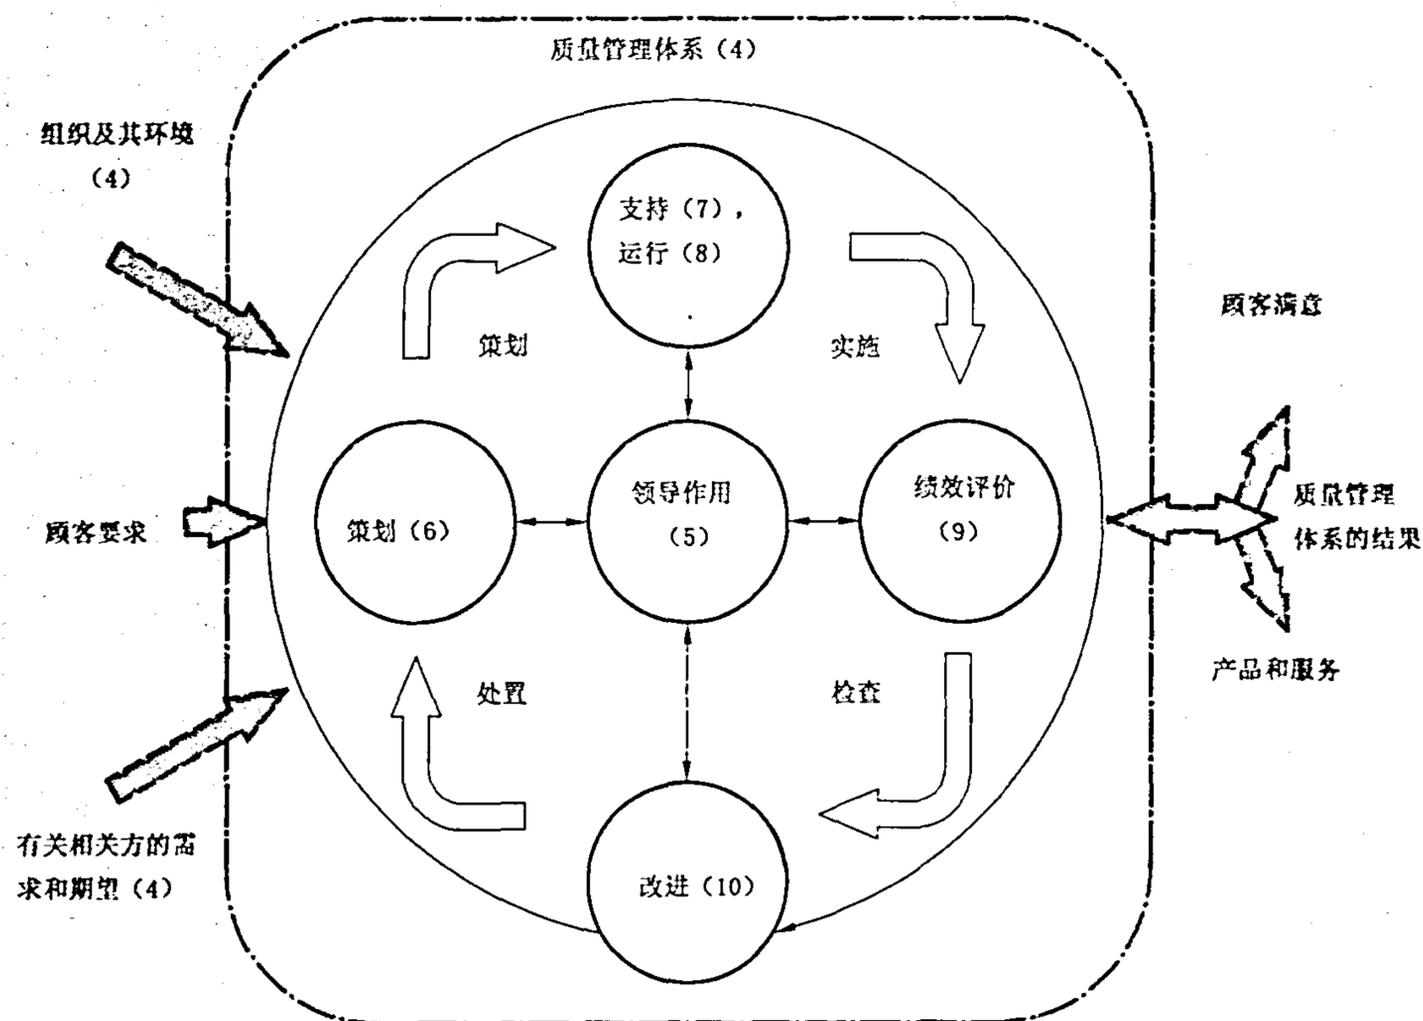 质量管理体系（4）
组织及其环境
（4）
支持（7），
运行（8）
策划
实施
顾客满意
顾客要求
策划（6）
领导作用
（5）
绩效评价
（9）
质量管理
体系的结果
处置
检查
产品和服务
有关相关方的需
求和期望（4）
改进（10）